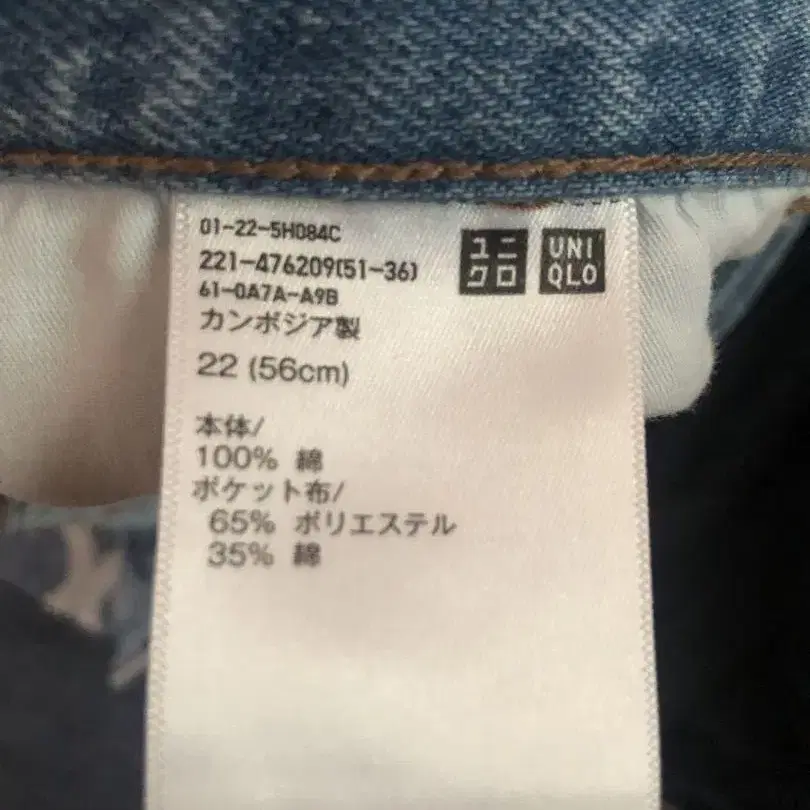 01-22-5H084C
221-476209(51-36)
61-0A7A-A9B
カンボジア製
22 (56cm)
ユニ
クロ
UNI
QLO
本体/
100% 綿
ポケット布/
65% ポリエステル
35% 綿